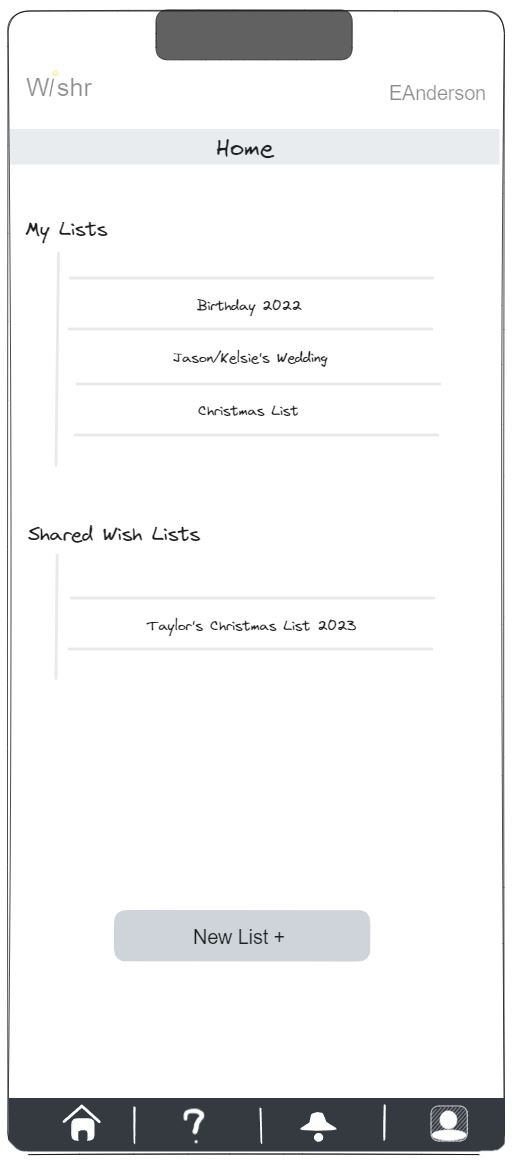 Wishr
EAnderson
Home
My Lists
Birthday 2022
Jason/Kelsie's Wedding
Christmas List
Shared Wish Lists
Taylor's Christmas List 2023
New List +
?